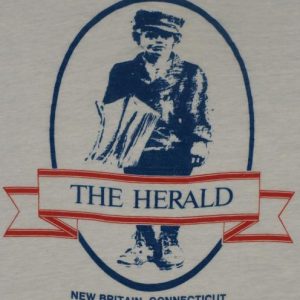 THE HERALD
NEW BRITAIN, CONNECTICUT